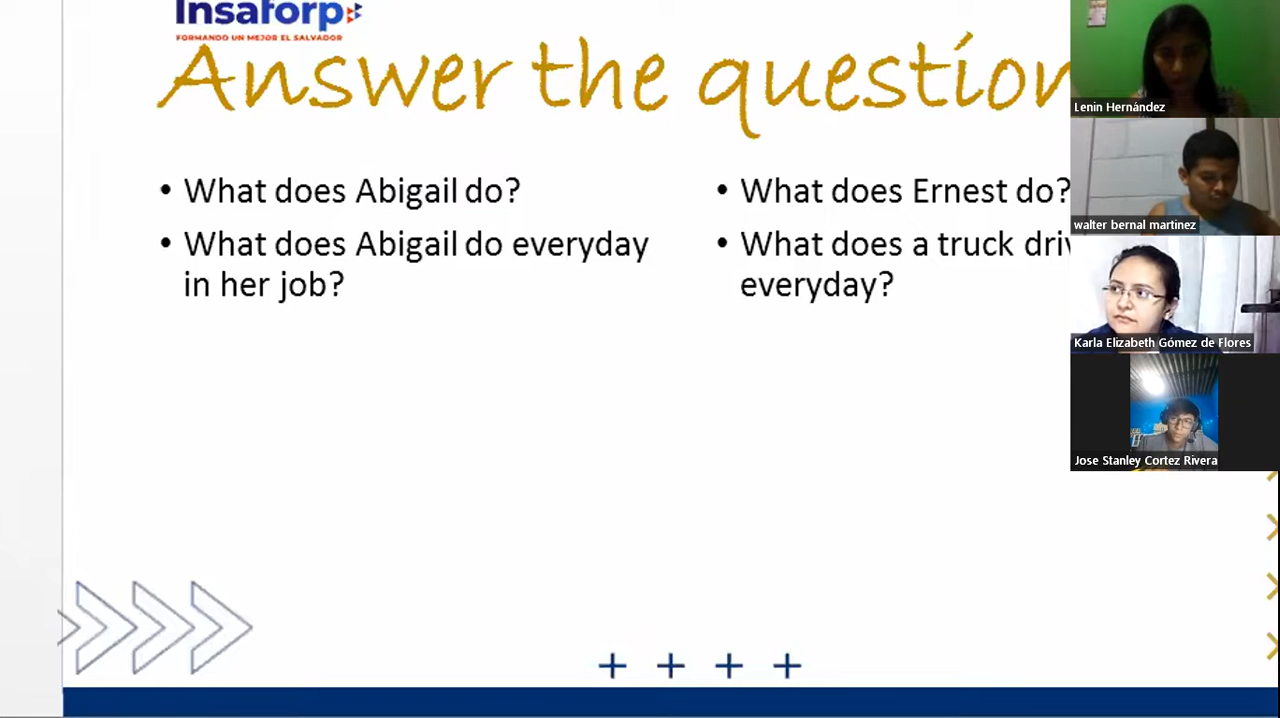 Insaforp
FORMANDO UN MEJOR EL SALVADOR
Answer the question
• What does Abigail do?
• What does Abigail do everyday
in her job?
• What does Ernest do?
• What does a truck driv
everyday?
Lenin Hernández
walter bernal martinez
Karla Elizabeth Gómez de Flores
Jose Stanley Cortez Rivera